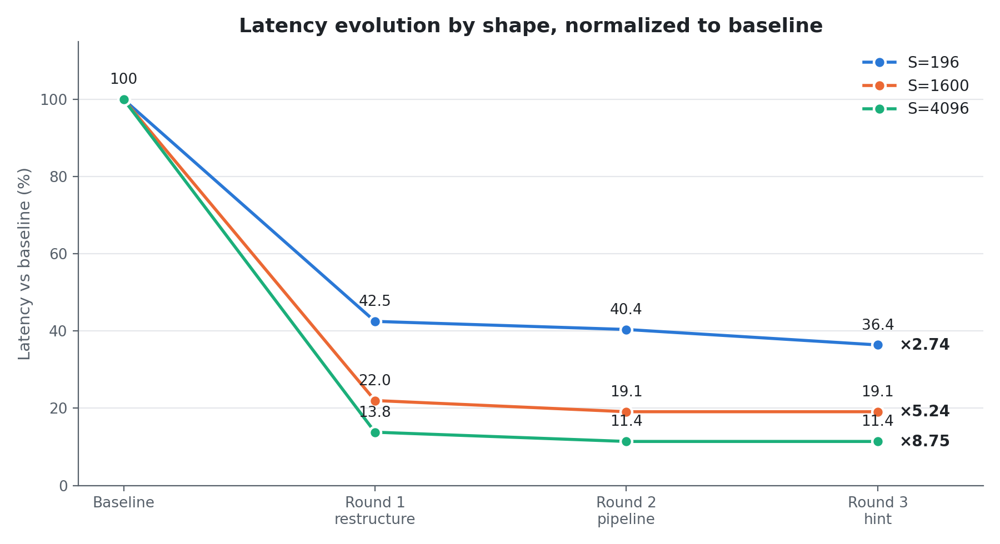 Latency evolution by shape, normalized to baseline
S=196
S=1600
S=4096
Latency vs baseline (%)
100
80
60
40
20
0
100
42.5
40.4
36.4
×2.74
22.0
19.1
19.1
×5.24
13.8
11.4
11.4
×8.75
Baseline
Round 1
restructure
Round 2
pipeline
Round 3
hint